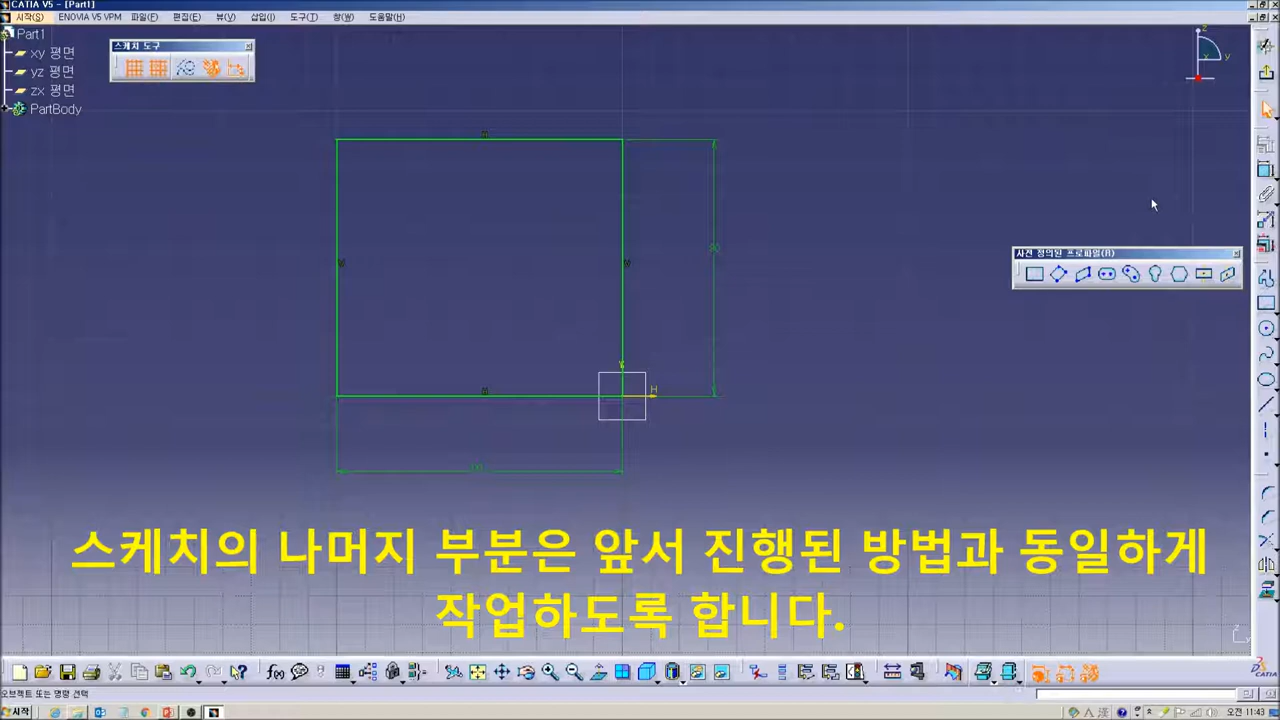 CATIA V5 - [Part1]
시작(S) ENOVIA V5 VPM 파일(F) 편집(E) 뷰(V) 삽입(I) 도구(T) 창(W) 도움말(H)
Part1
스케치 도구
xy 평면
yz 평면
zx 평면
PartBody
z
x
y
사전 정의된 프로파일(R)
H
V
V
H
V
H
스케치의 나머지 부분은 앞서 진행된 방법과 동일하게
작업하도록 합니다.
f(x)
CATIA
오브젝트 또는 명령 선택
시작
A 漢
오전 11:43